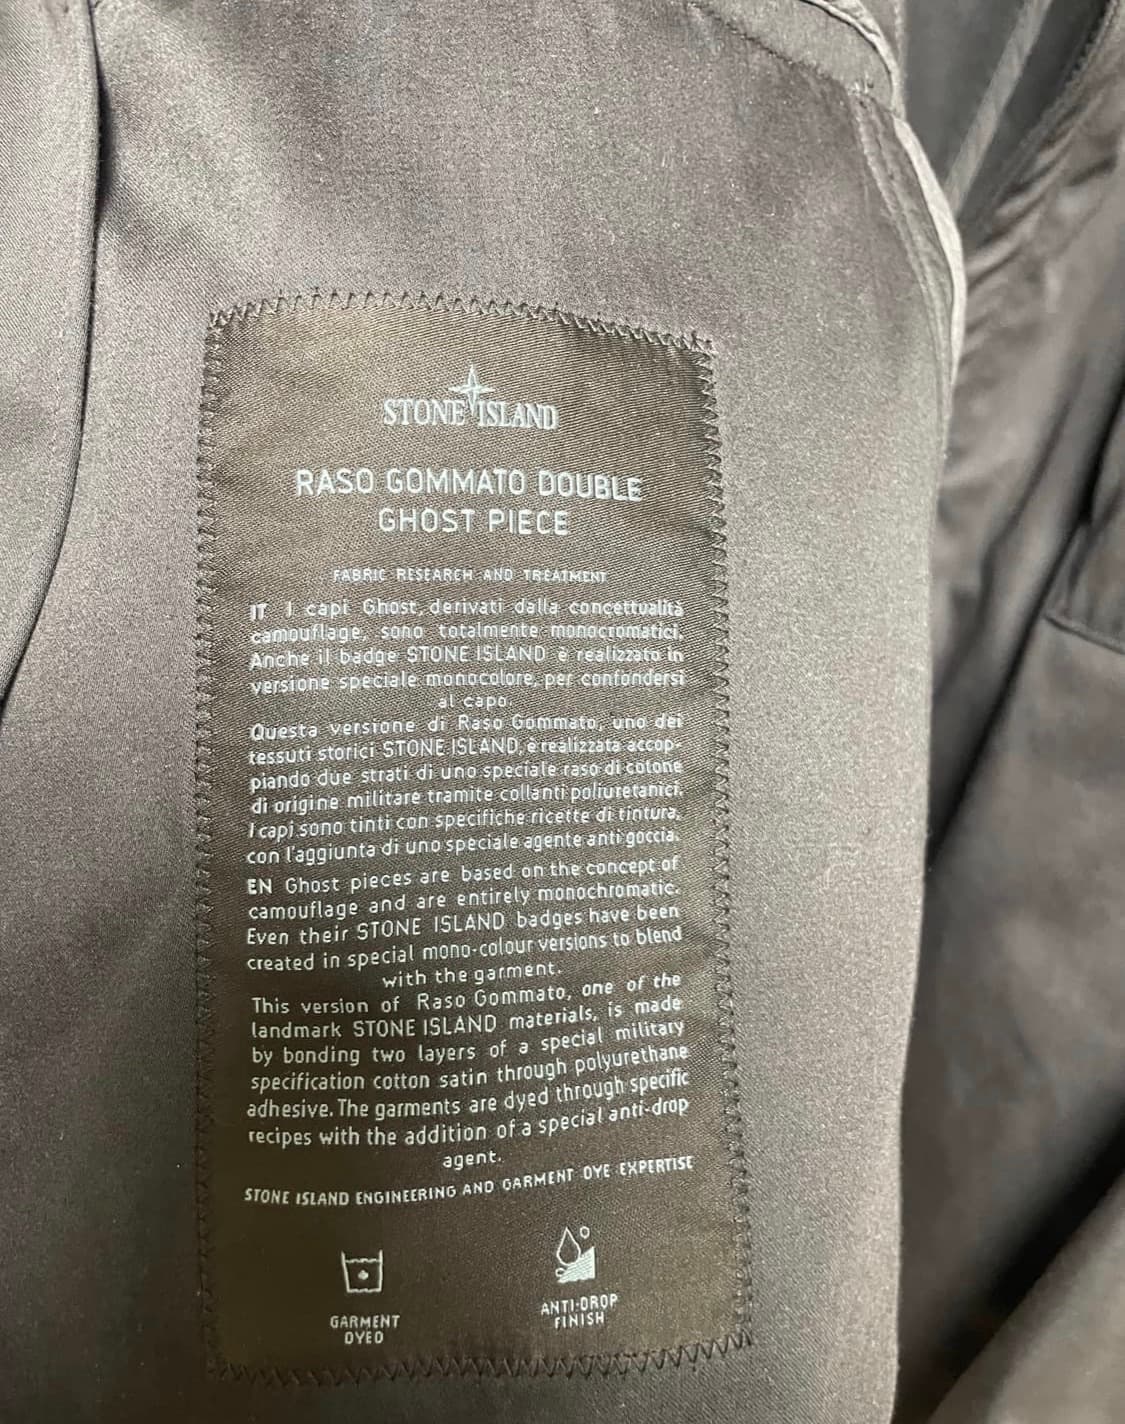 STONE ISLAND
RASO GOMMATO DOUBLE
GHOST PIECE
FABRIC RESEARCH AND TREATMENT
IT I capi Ghost, derivati dalla concettualità
camouflage, sono totalmente monocromatici.
Anche il badge STONE ISLAND è realizzato in
versione speciale monocolore, per confondersi
al capo.
Questa versione di Raso Gommato, uno dei
tessuti storici STONE ISLAND, è realizzata accop-
piando due strati di uno speciale raso di cotone
di origine militare tramite collanti poliuretanici.
I capi sono tinti con specifiche ricette di tintura,
con l'aggiunta di uno speciale agente anti goccia.
EN Ghost pieces are based on the concept of
camouflage and are entirely monochromatic.
Even their STONE ISLAND badges have been
created in special mono-colour versions to blend
with the garment.
This version of Raso Gommato, one of the
landmark STONE ISLAND materials, is made
by bonding two layers of a special military
specification cotton satin through polyurethane
adhesive. The garments are dyed through specific
recipes with the addition of a special anti-drop
agent.
STONE ISLAND ENGINEERING AND GARMENT DYE EXPERTISE
GARMENT
DYED
ANTI-DROP
FINISH